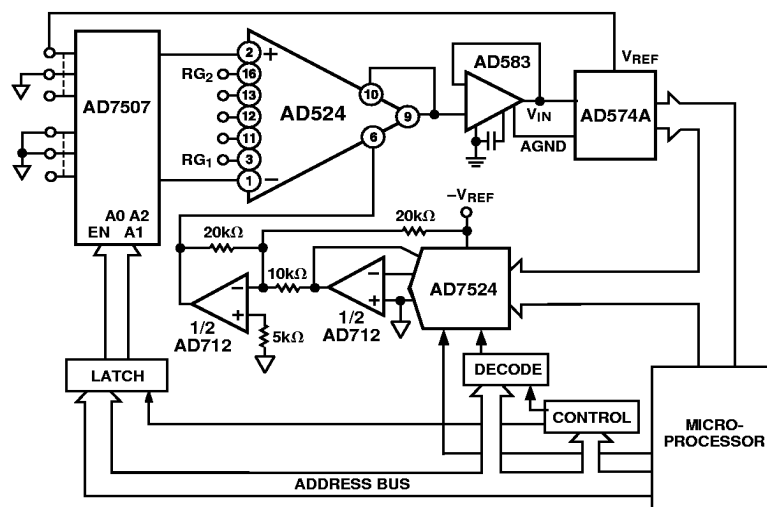 AD7507
A0 A2
EN A1
2
+
RG2
16
13
12
11
RG1
3
1
−
AD524
10
9
6
AD583
VIN
AGND
VREF
AD574A
−VREF
20kΩ
20kΩ
10kΩ
−
+
5kΩ
1/2
AD712
−
+
1/2
AD712
AD7524
LATCH
DECODE
CONTROL
MICRO-
PROCESSOR
ADDRESS BUS